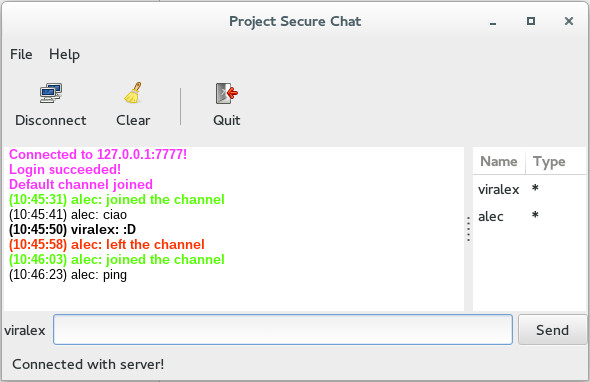 Project Secure Chat
File Help
Disconnect Clear Quit
Connected to 127.0.0.1:7777!
Login succeeded!
Default channel joined
(10:45:31) alec: joined the channel
(10:45:41) alec: ciao
(10:45:50) viralex: :D
(10:45:58) alec: left the channel
(10:46:03) alec: joined the channel
(10:46:23) alec: ping
Name Type
viralex *
alec *
viralex Send
Connected with server!